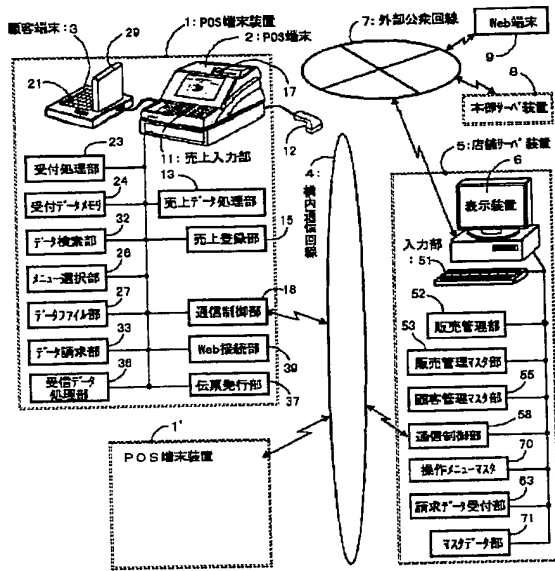 顧客端末:3
29
1:POS端末装置
2:POS端末
21
17
12
11:売上入力部
23
受付処理部
24
受付データメモリ
13
売上データ処理部
32
データ検索部
15
売上登録部
26
メニュー選択部
27
データファイル部
18
通信制御部
33
データ請求部
Web接続部
39
36
受信データ
処理部
伝票発行部
37
1'
POS端末装置
4:構内通信回線
7:外部公衆回線
Web端末
9
8
本部サーバ装置
5:店舗サーバ装置
6
表示装置
入力部
:51
52
販売管理部
53
販売管理マスタ部
顧客管理マスタ部
55
通信制御部
58
操作メニューマスタ
70
請求データ受付部
63
マスタデータ部
71